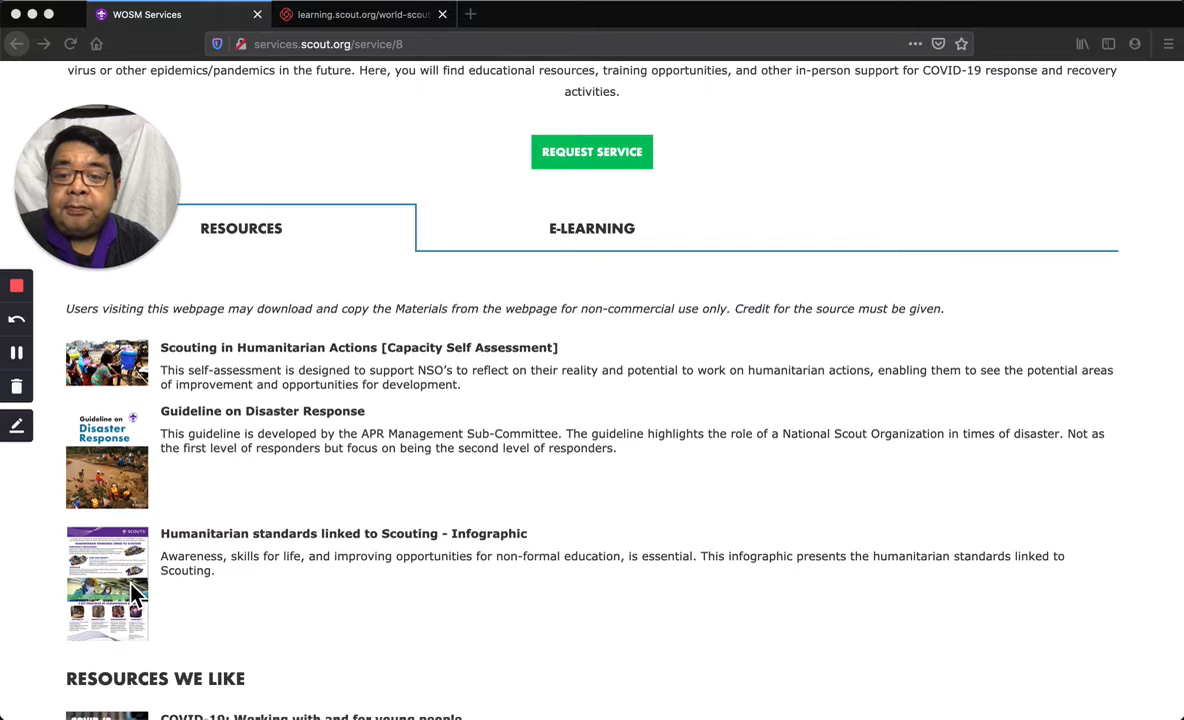 WOSM Services
learning.scout.org/world-scou
services.scout.org/service/8
virus or other epidemics/pandemics in the future. Here, you will find educational resources, training opportunities, and other in-person support for COVID-19 response and recovery
activities.
REQUEST SERVICE
RESOURCES
E-LEARNING
Users visiting this webpage may download and copy the Materials from the webpage for non-commercial use only. Credit for the source must be given.
Scouting in Humanitarian Actions [Capacity Self Assessment]
This self-assessment is designed to support NSO's to reflect on their reality and potential to work on humanitarian actions, enabling them to see the potential areas
of improvement and opportunities for development.
Guideline on
Disaster
Response
Guideline on Disaster Response
This guideline is developed by the APR Management Sub-Committee. The guideline highlights the role of a National Scout Organization in times of disaster. Not as
the first level of responders but focus on being the second level of responders.
SCOUTS
Humanitarian standards linked to Scouting - Infographic
Awareness, skills for life, and improving opportunities for non-formal education, is essential. This infographic presents the humanitarian standards linked to
Scouting.
RESOURCES WE LIKE
COVID-19: Working with and for young people